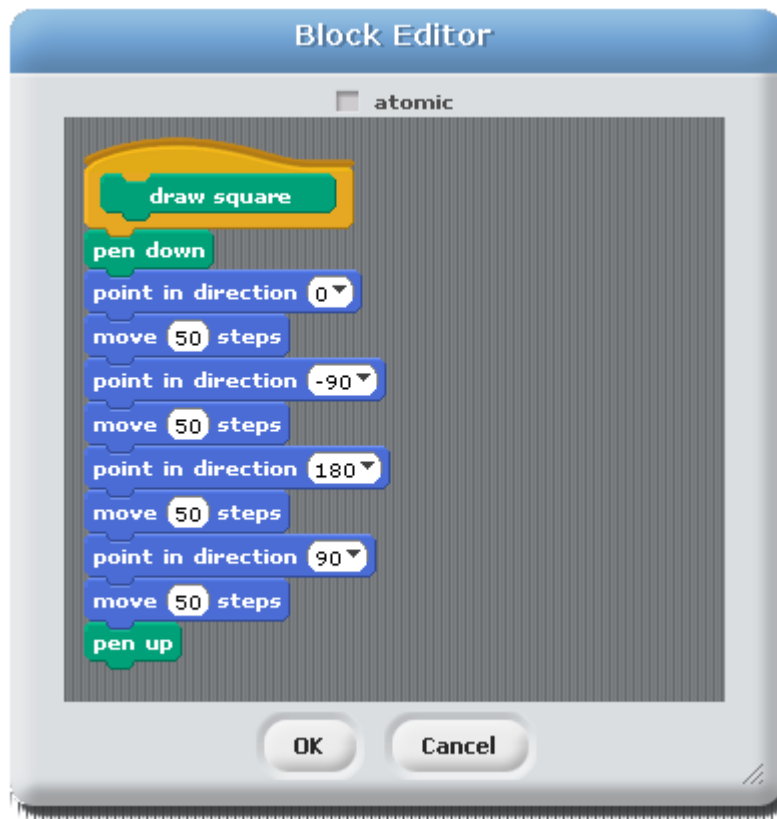 Block Editor
atomic
draw square
pen down
point in direction 0
move 50 steps
point in direction -90
move 50 steps
point in direction 180
move 50 steps
point in direction 90
move 50 steps
pen up
OK Cancel